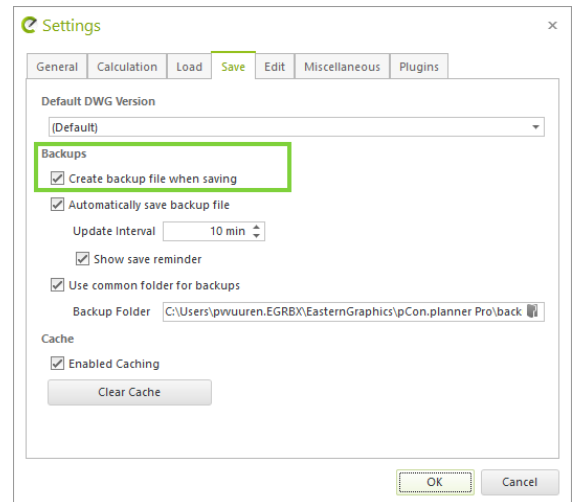 Settings
General Calculation Load Save Edit Miscellaneous Plugins
Default DWG Version
(Default)
Backups
Create backup file when saving
Automatically save backup file
Update Interval 10 min
Show save reminder
Use common folder for backups
Backup Folder C:\Users\pvvuuren.EGRBX\EasternGraphics\pCon.planner Pro\back
Cache
Enabled Caching
Clear Cache
OK Cancel